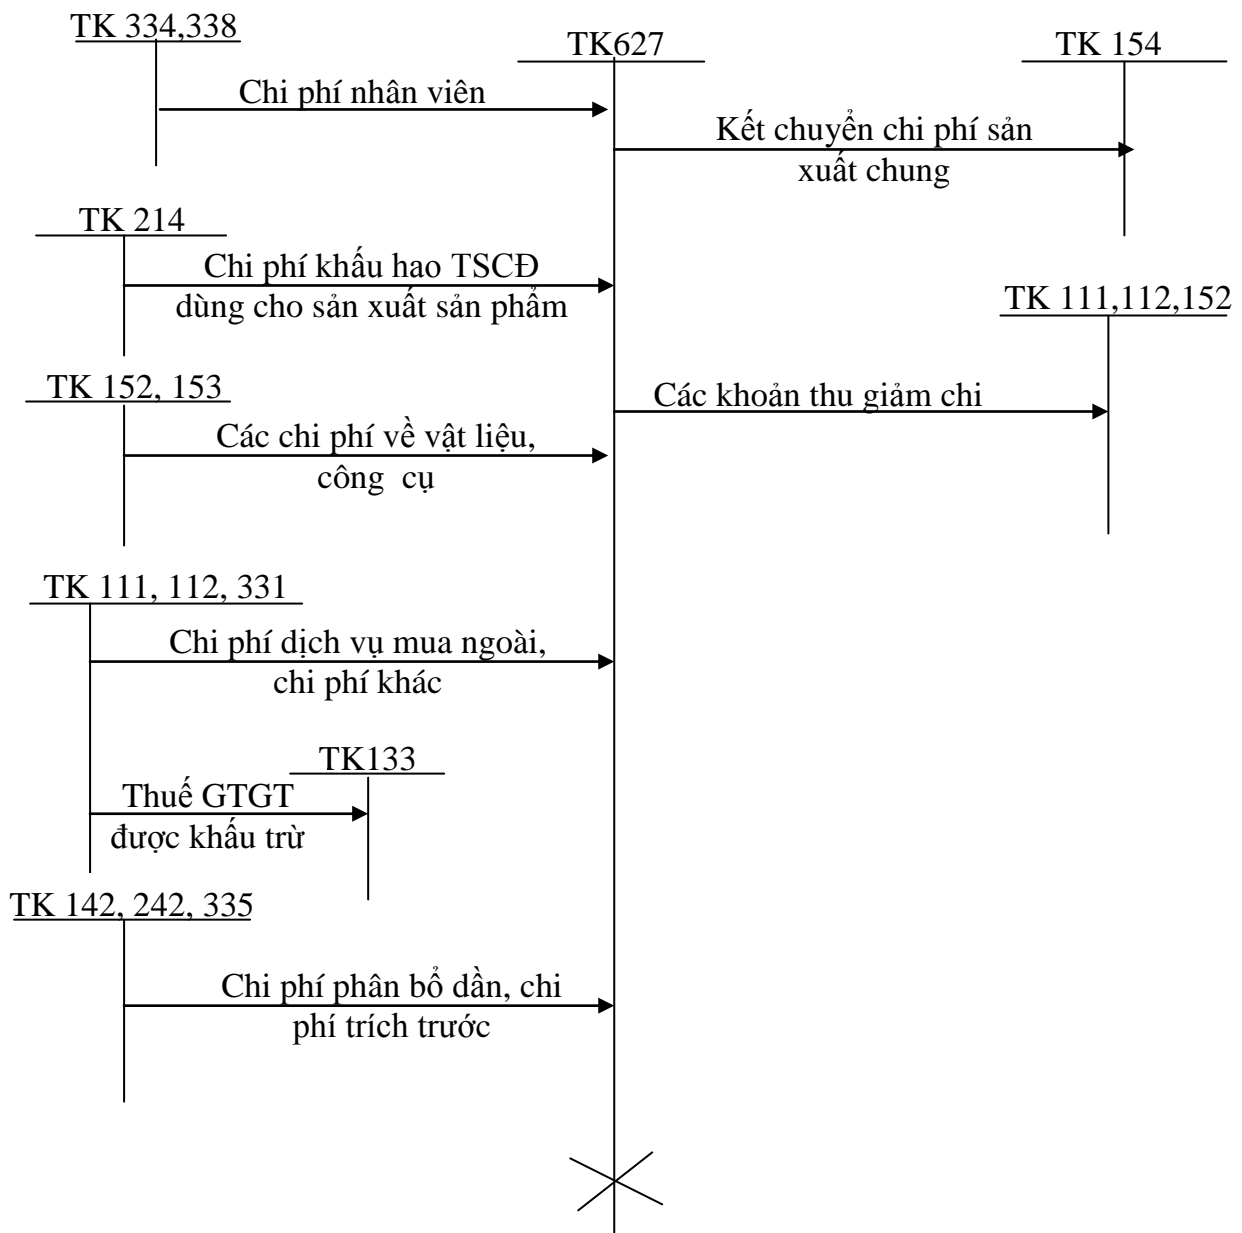 TK 334,338
TK627
TK 154
Chi phí nhân viên
Kết chuyển chi phí sản
xuất chung
TK 214
Chi phí khấu hao TSCĐ
dùng cho sản xuất sản phẩm
TK 111,112,152
TK 152, 153
Các khoản thu giảm chi
Các chi phí về vật liệu,
công cụ
TK 111, 112, 331
Chi phí dịch vụ mua ngoài,
chi phí khác
TK133
Thuế GTGT
được khấu trừ
TK 142, 242, 335
Chi phí phân bổ dần, chi
phí trích trước